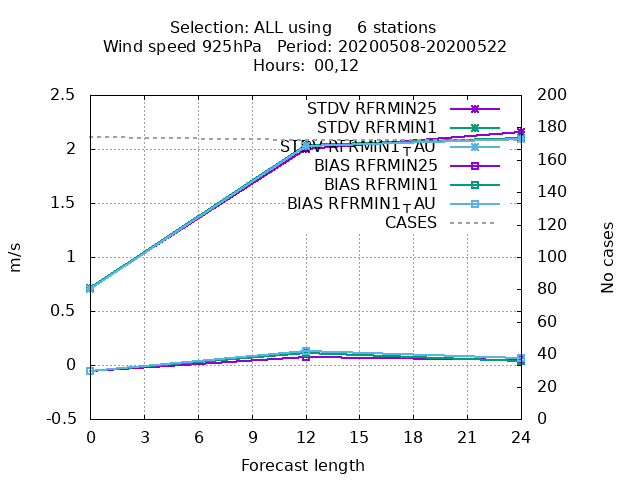 Selection: ALL using     6 stations
Wind speed 925hPa   Period: 20200508-20200522
Hours:  00,12
2.5
2
1.5
1
0.5
0
-0.5
m/s
STDV RFRMIN25
STDV RFRMIN1
STDV RFRMIN1_TAU
BIAS RFRMIN25
BIAS RFRMIN1
BIAS RFRMIN1_TAU
CASES
200
180
160
140
120
100
80
60
40
20
0
No cases
0 3 6 9 12 15 18 21 24
Forecast length